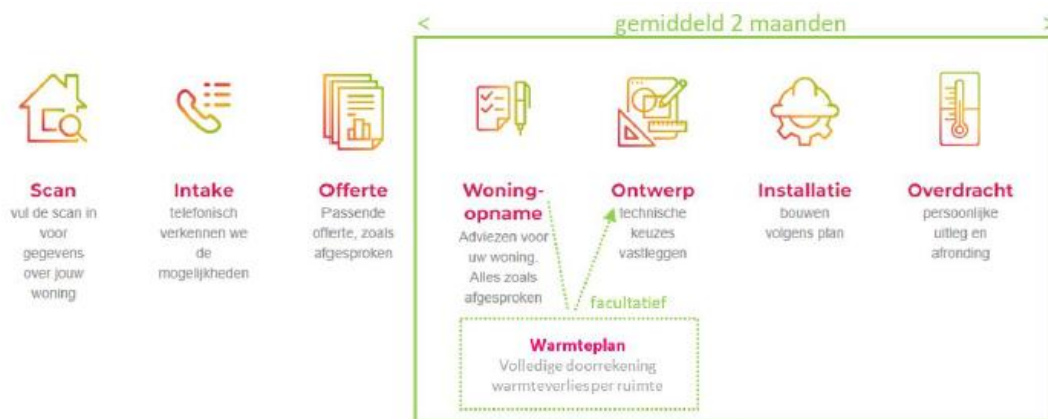 gemiddeld 2 maanden
Scan
vul de scan in
voor
gegevens
over jouw
woning
Intake
telefonisch
verkennen we
de
mogelijkheden
Offerte
Passende
offerte, zoals
afgesproken
Woning-
opname
Adviezen voor
uw woning.
Alles zoals
afgesproken
Ontwerp
technische
keuzes
vastleggen
Installatie
bouwen
volgens plan
Overdracht
persoonlijke
uitleg en
afronding
facultatief
Warmteplan
Volledige doorrekening
warmteverlies per ruimte